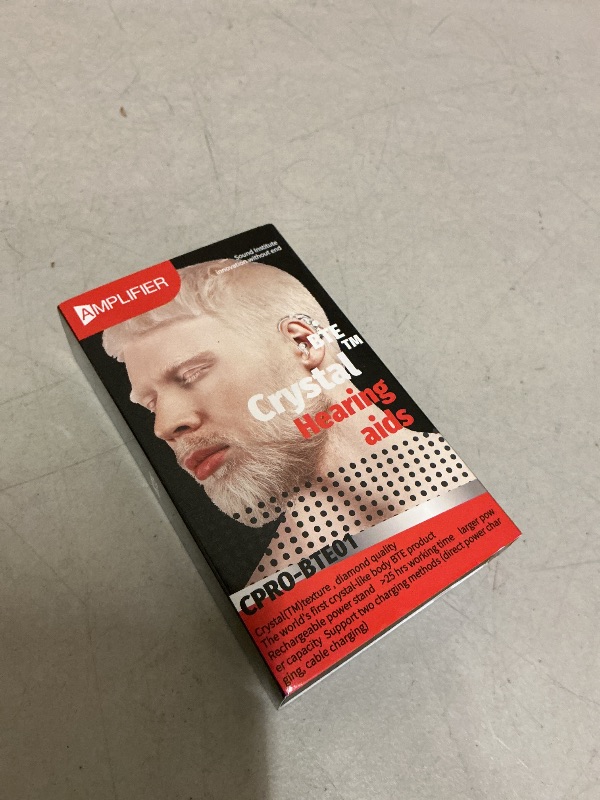 AMPLIFIER
Sound Institute
innovation without end
BTE
Crystal TM
Hearing
aids
CPRO-BTE01
Crystal(TM)texture , diamond quality
The world's first crystal-like body BTE product
Rechargeable power stand >25 hrs working time larger pow
er capacity Support two charging methods (direct power char
ging, cable charging)